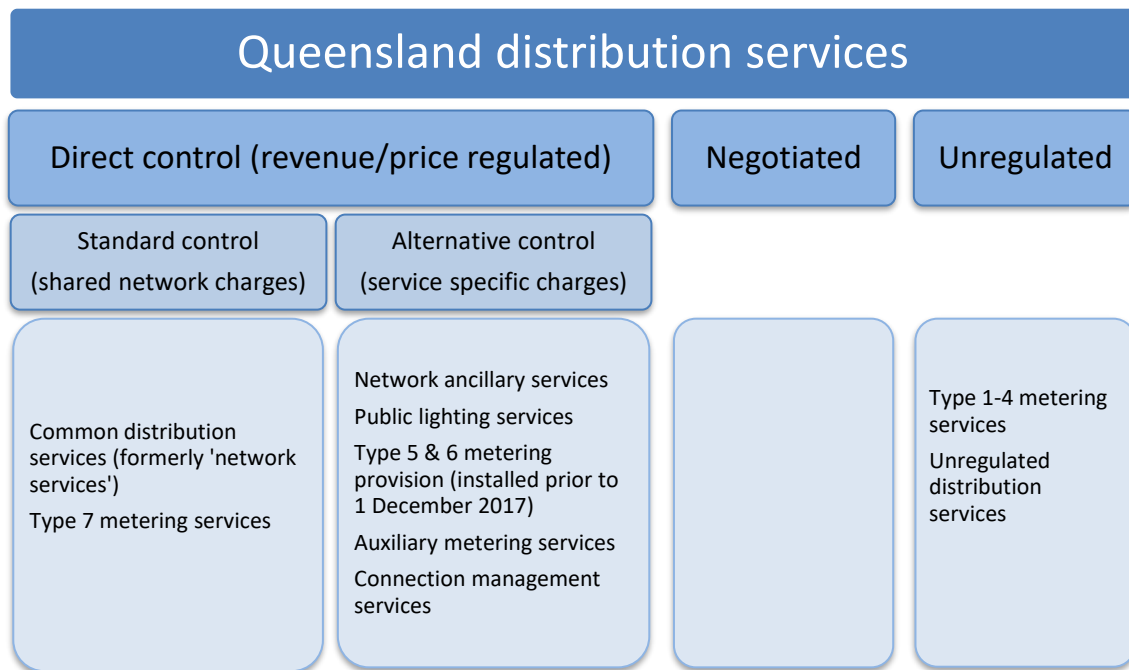 Queensland distribution services
Direct control (revenue/price regulated)
Negotiated
Unregulated
Standard control
(shared network charges)
Alternative control
(service specific charges)
Common distribution
services (formerly 'network
services')
Type 7 metering services
Network ancillary services
Public lighting services
Type 5 & 6 metering
provision (installed prior to
1 December 2017)
Auxiliary metering services
Connection management
services
Type 1-4 metering
services
Unregulated
distribution
services